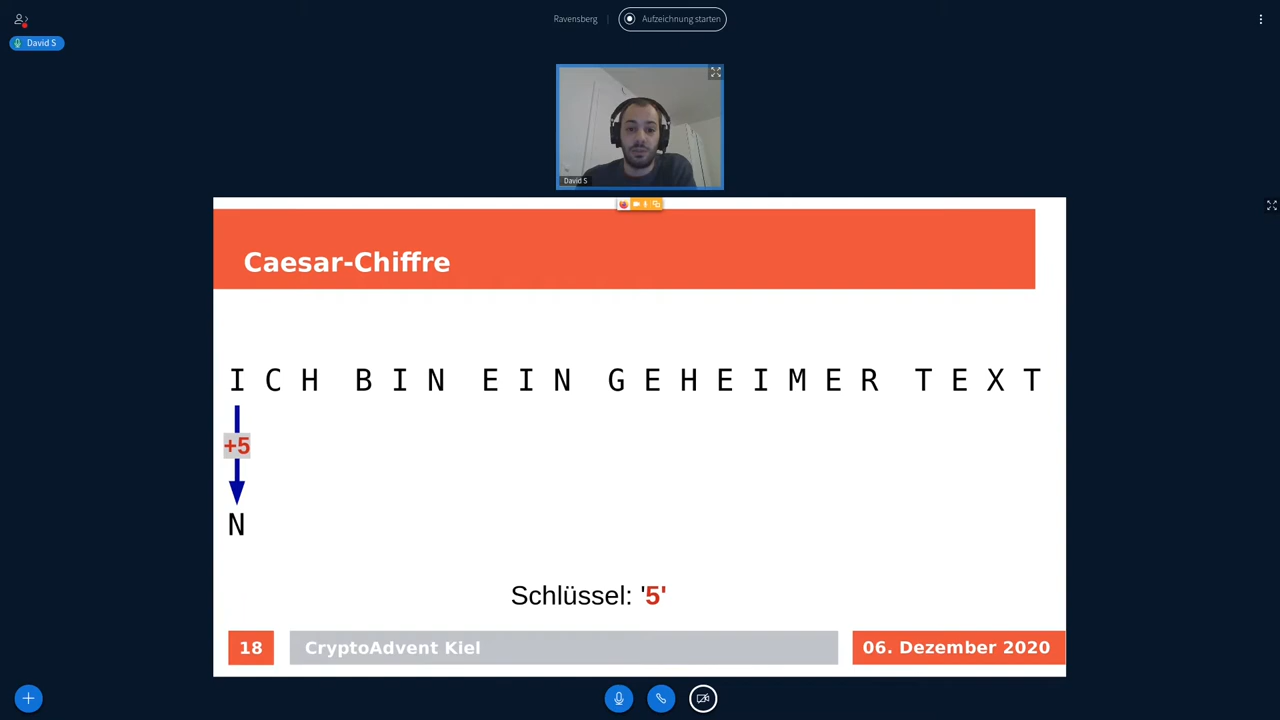 Ravensberg
Aufzeichnung starten
David S
David S
Caesar-Chiffre
I C H  B I N  E I N  G E H E I M E R  T E X T
+5
N
Schlüssel: '5'
18
CryptoAdvent Kiel
06. Dezember 2020